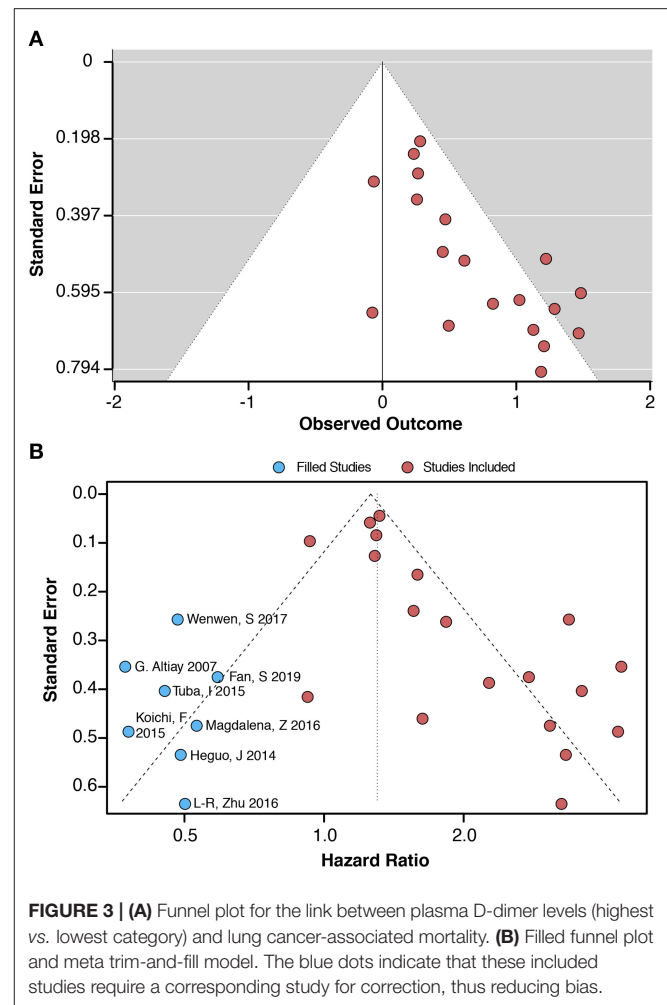 A
0
0.198
0.397
0.595
0.794
Standard Error
-2
-1
0
1
2
Observed Outcome
B
Filled Studies
Studies Included
0.0
0.1
0.2
0.3
0.4
0.5
0.6
Standard Error
Wenwen, S 2017
G. Altiay 2007
Fan, S 2019
Tuba, I 2015
Koichi, F
2015
Magdalena, Z 2016
Heguo, J 2014
L-R, Zhu 2016
0.5
1.0
2.0
Hazard Ratio
FIGURE 3 | (A) Funnel plot for the link between plasma D-dimer levels (highest
vs. lowest category) and lung cancer-associated mortality. (B) Filled funnel plot
and meta trim-and-fill model. The blue dots indicate that these included
studies require a corresponding study for correction, thus reducing bias.